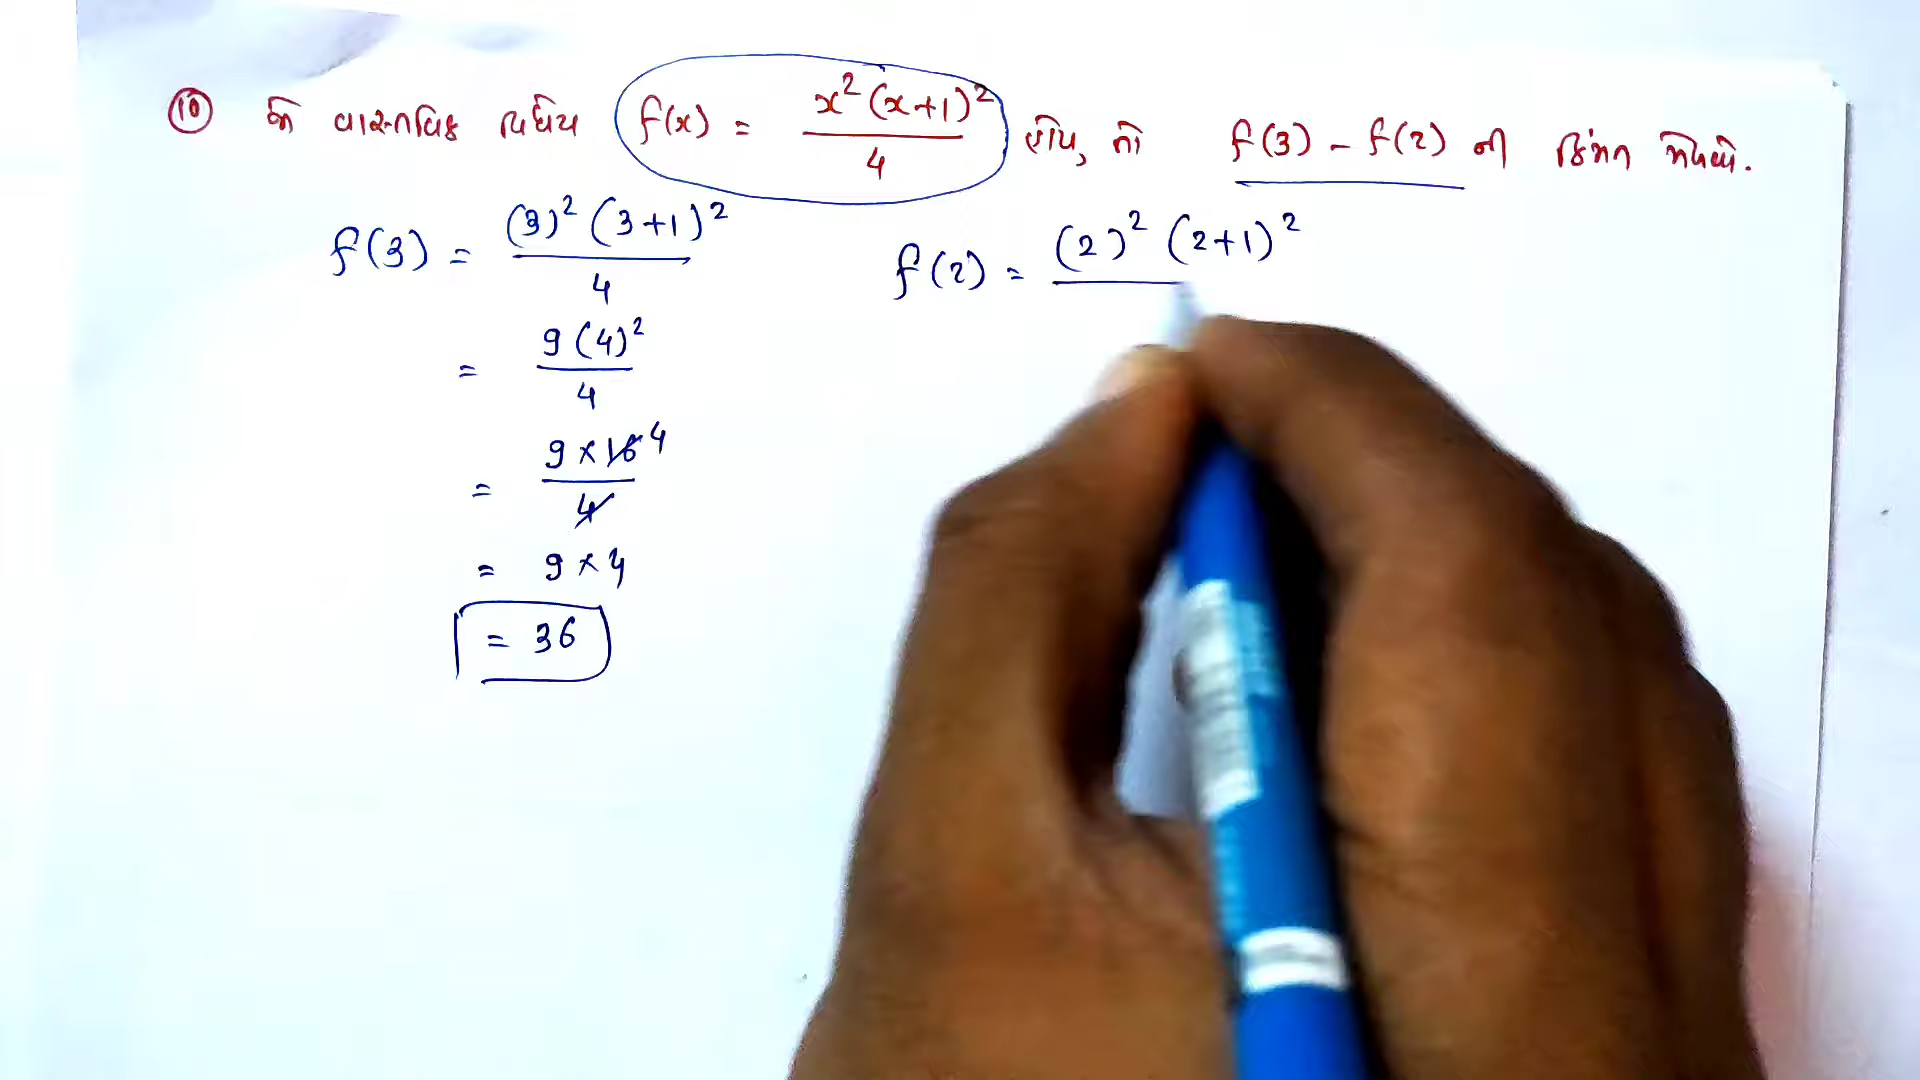 ⑩ જો વાસ્તવિક વિધેય f(x) = x² (x+1)² / 4 હોય, તો f(3) - f(2) ની કિંમત મેળવો.
f(3) = (3)² (3+1)² / 4
= 9 (4)² / 4
= 9 × 16 4 / 4
= 9 × 4
= 36
f(2) = (2)² (2+1)²